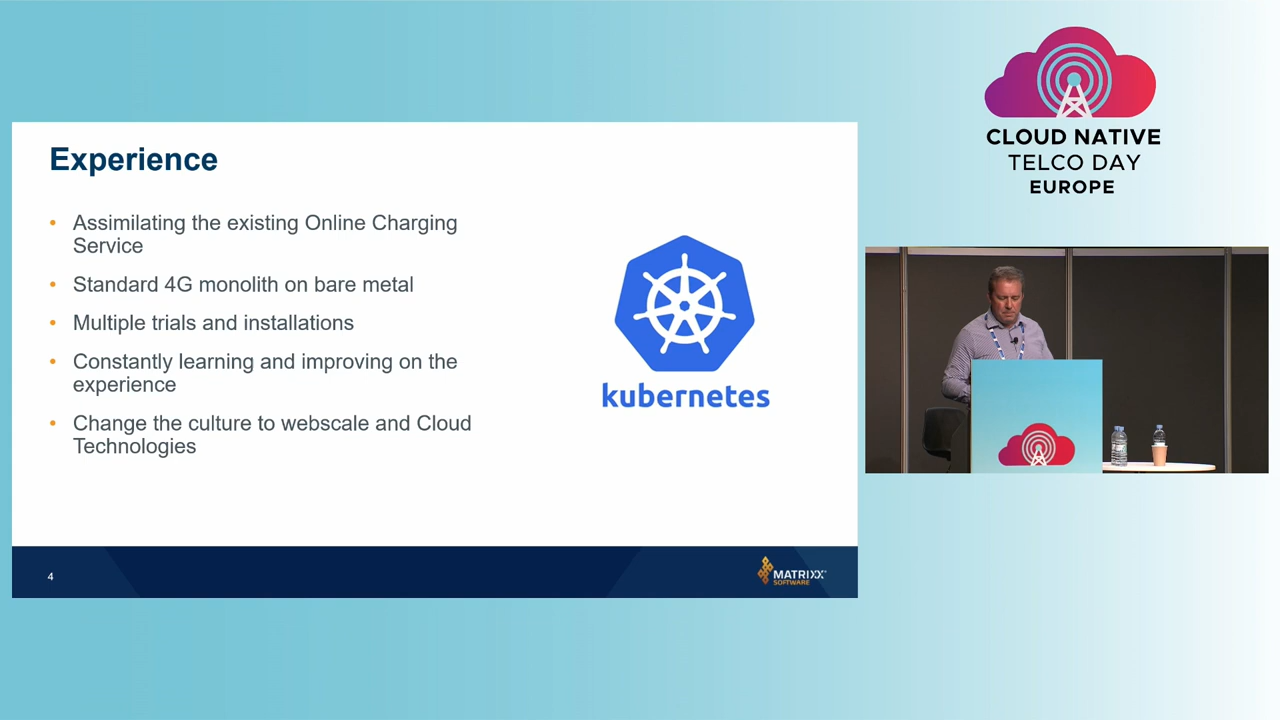 CLOUD NATIVE
TELCO DAY
EUROPE
Experience
• Assimilating the existing Online Charging
Service
• Standard 4G monolith on bare metal
• Multiple trials and installations
• Constantly learning and improving on the
experience
• Change the culture to webscale and Cloud
Technologies
kubernetes
4
MATRIXX
SOFTWARE